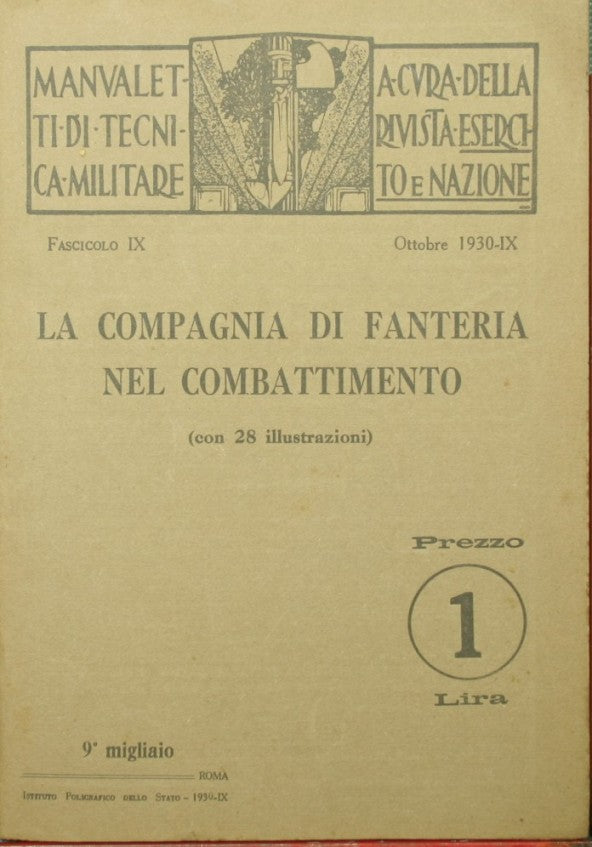 MANVALET-
TI·DI·TECNI-
CA·MILITARE
A·CVRA·DELLA
RIVISTA·ESERCI-
TO E NAZIONE
FASCICOLO IX
Ottobre 1930-IX
LA COMPAGNIA DI FANTERIA
NEL COMBATTIMENTO
(con 28 illustrazioni)
Prezzo
1
Lira
9° migliaio
ROMA
ISTITUTO POLIGRAFICO DELLO STATO - 1930-IX